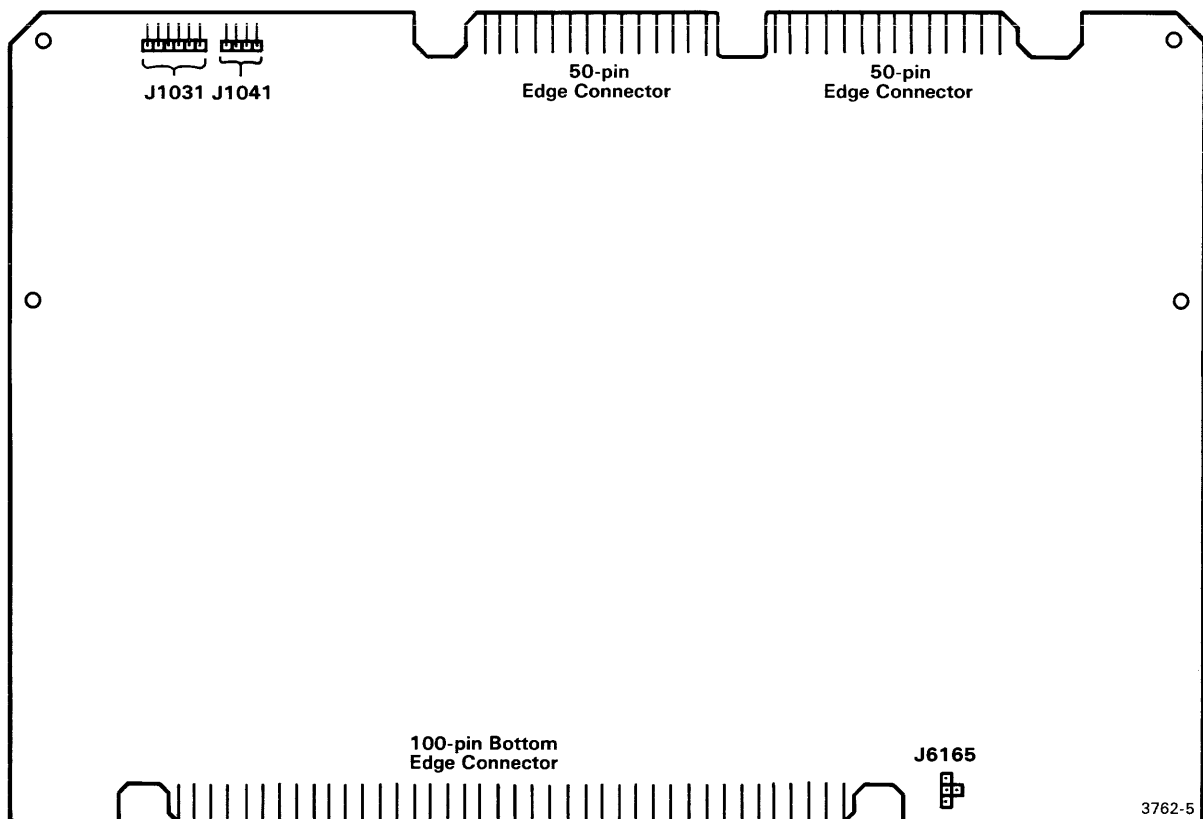 J1031 J1041
50-pin
Edge Connector
50-pin
Edge Connector
100-pin Bottom
Edge Connector
J6165
3762-5